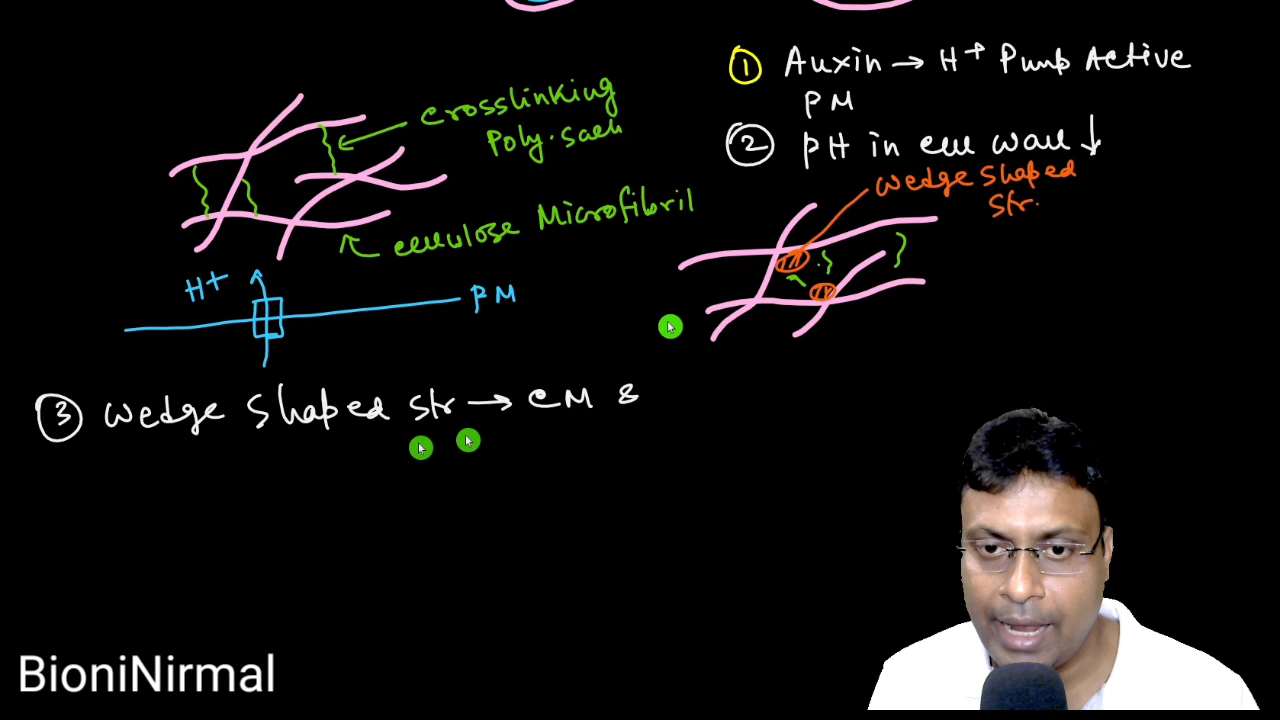 ① Auxin → H+ Pump Active
PM
② pH in cell wall ↓
crosslinking
Poly.sacch
wedge shaped
str.
cellulose Microfibril
H+
PM
③ wedge shaped str → CM &
BioniNirmal